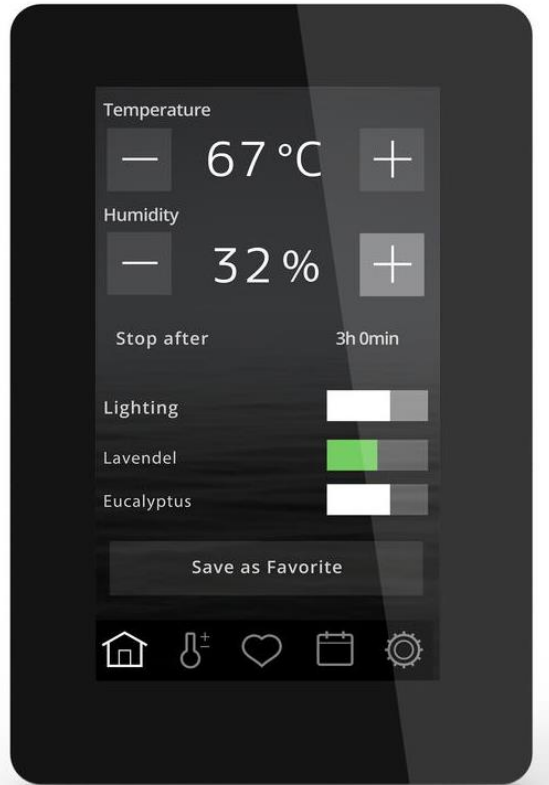 Temperature
67°C
Humidity
32%
Stop after 3h 0min
Lighting
Lavendel
Eucalyptus
Save as Favorite